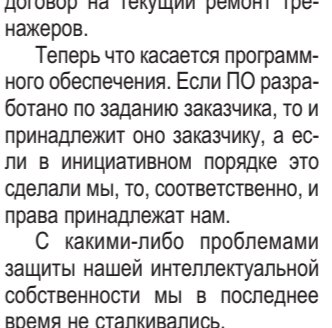 договор на текущий ремонт тре-
нажеров.
Теперь что касается программ-
ного обеспечения. Если ПО разра-
ботано по заданию заказчика, то и
принадлежит оно заказчику, а ес-
ли в инициативном порядке это
сделали мы, то, соответственно, и
права принадлежат нам.
С какими-либо проблемами
защиты нашей интеллектуальной
собственности мы в последнее
время не сталкивались.